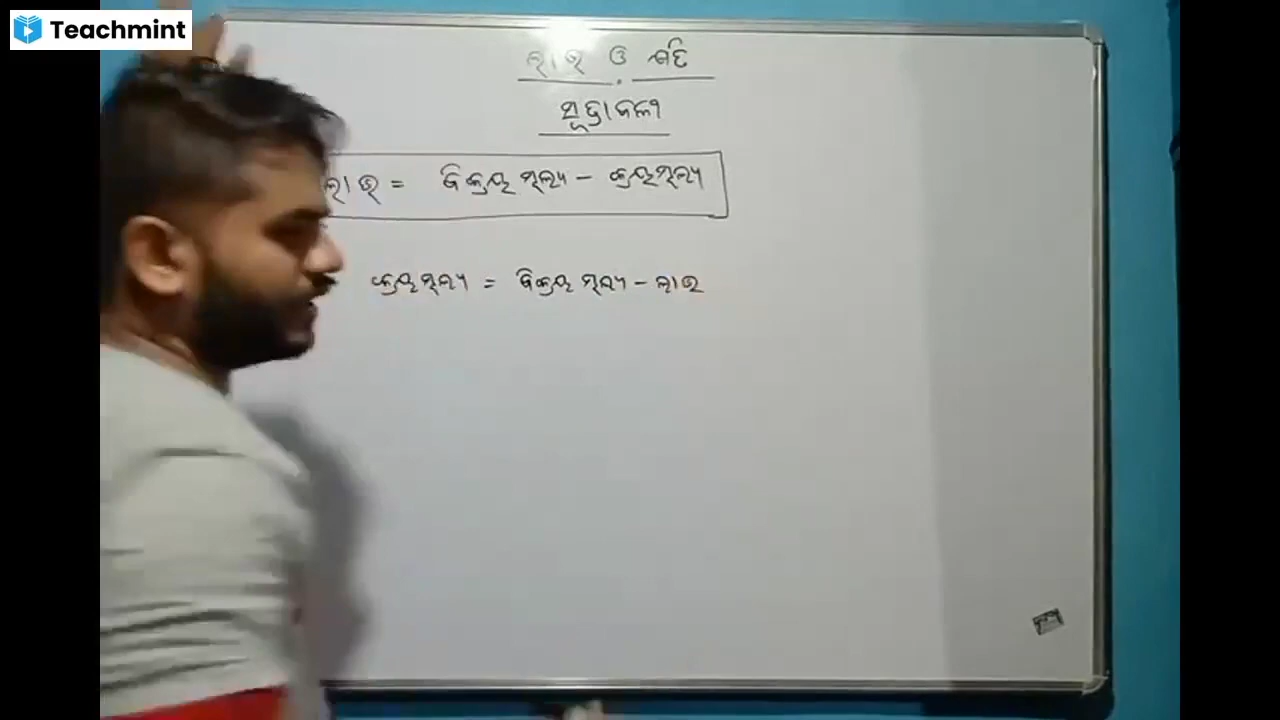 Teachmint
ଲାଭ ଓ କ୍ଷତି
ସୂତ୍ରାବଳୀ
ଲାଭ = ବିକ୍ରୟ ମୂଲ୍ୟ - କ୍ରୟମୂଲ୍ୟ
କ୍ରୟମୂଲ୍ୟ = ବିକ୍ରୟ ମୂଲ୍ୟ - ଲାଭ